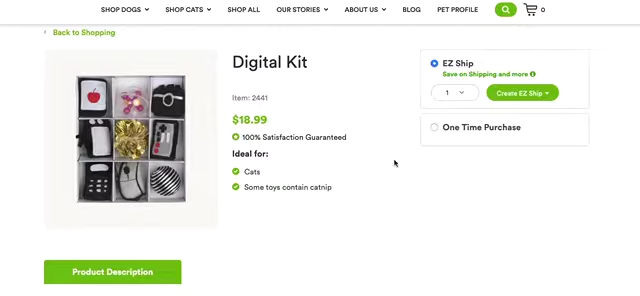 SHOP DOGS SHOP CATS SHOP ALL OUR STORIES ABOUT US BLOG PET PROFILE 0
Back to Shopping
Digital Kit
Item: 2441
$18.99
100% Satisfaction Guaranteed
Ideal for:
Cats
Some toys contain catnip
EZ Ship
Save on Shipping and more
1 Create EZ Ship
One Time Purchase
Product Description